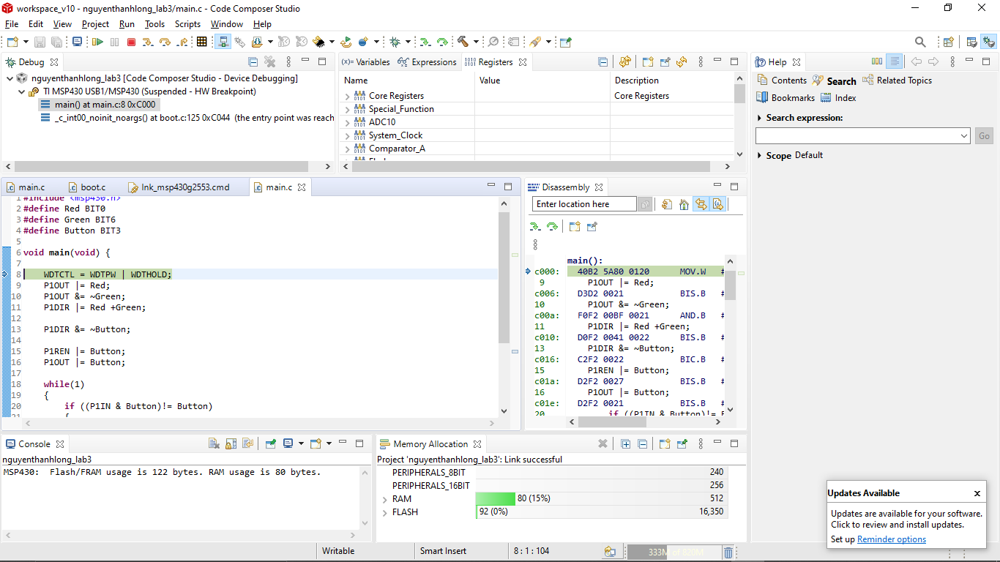 workspace_v10 - nguyenthanhlong_lab3/main.c - Code Composer Studio
File Edit View Project Run Tools Scripts Window Help
Debug
nguyenthanhlong_lab3 [Code Composer Studio - Device Debugging]
TI MSP430 USB1/MSP430 (Suspended - HW Breakpoint)
main() at main.c:8 0xC000
_c_int00_noinit_noargs() at boot.c:125 0xC044 (the entry point was reach
(x)= Variables Expressions Registers
Name Value Description
Core Registers Core Registers
Special_Function
ADC10
System_Clock
Comparator_A
Help
Contents Search Related Topics
Bookmarks Index
Search expression:
Go
Scope Default
main.c boot.c lnk_msp430g2553.cmd main.c
1 #include <msp430.h>
2 #define Red BIT0
3 #define Green BIT6
4 #define Button BIT3
5
6 void main(void) {
7
8 WDTCTL = WDTPW | WDTHOLD;
9 P1OUT |= Red;
10 P1OUT &= ~Green;
11 P1DIR |= Red +Green;
12
13 P1DIR &= ~Button;
14
15 P1REN |= Button;
16 P1OUT |= Button;
17
18 while(1)
19 {
20 if ((P1IN & Button)!= Button)
21 {
Disassembly
Enter location here
main():
c000: 40B2 5A80 0120 MOV.W #
9 P1OUT |= Red;
c006: D3D2 0021 BIS.B #
10 P1OUT &= ~Green;
c00a: F0F2 00BF 0021 AND.B #
11 P1DIR |= Red +Green;
c010: D0F2 0041 0022 BIS.B #
13 P1DIR &= ~Button;
c016: C2F2 0022 BIC.B #
15 P1REN |= Button;
c01a: D2F2 0027 BIS.B #
16 P1OUT |= Button;
c01e: D2F2 0021 BIS.B #
20 if ((P1IN & Button)!= B
Console
nguyenthanhlong_lab3
MSP430: Flash/FRAM usage is 122 bytes. RAM usage is 80 bytes.
Memory Allocation
Project 'nguyenthanhlong_lab3': Link successful
PERIPHERALS_8BIT 240
PERIPHERALS_16BIT 256
RAM 80 (15%) 512
FLASH 92 (0%) 16,350
Updates Available x
Updates are available for your software.
Click to review and install updates.
Set up Reminder options
Writable Smart Insert 8 : 1 : 104 333M of 820M